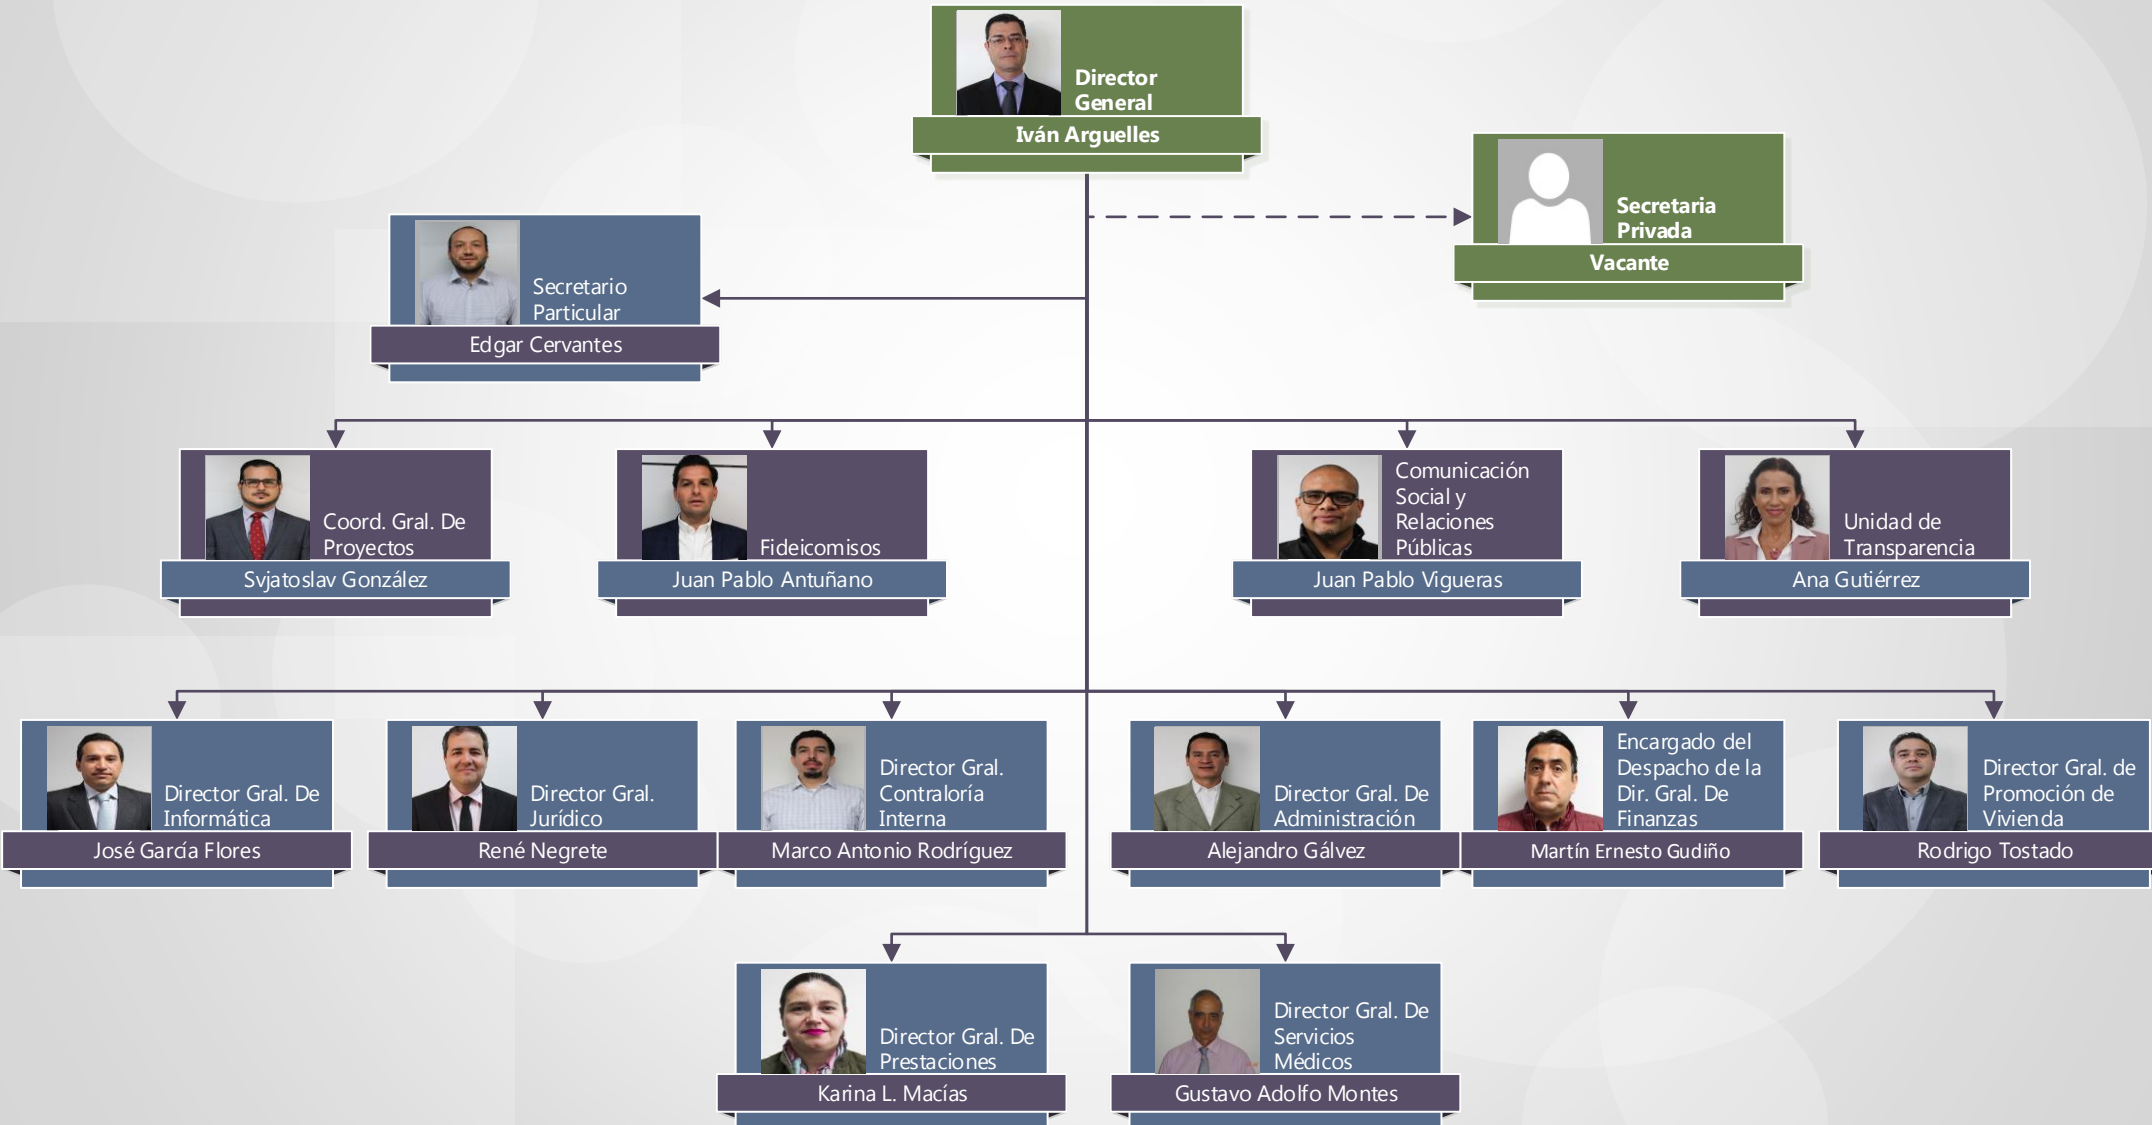 Director
General
Iván Arguelles
Secretaria
Privada
Vacante
Secretario
Particular
Edgar Cervantes
Coord. Gral. De
Proyectos
Svjatoslav González
Fideicomisos
Juan Pablo Antuñano
Comunicación
Social y
Relaciones
Públicas
Juan Pablo Vigueras
Unidad de
Transparencia
Ana Gutiérrez
Director Gral. De
Informática
José García Flores
Director Gral.
Jurídico
René Negrete
Director Gral.
Contraloría
Interna
Marco Antonio Rodríguez
Director Gral. De
Administración
Alejandro Gálvez
Encargado del
Despacho de la
Dir. Gral. De
Finanzas
Martín Ernesto Gudiño
Director Gral. de
Promoción de
Vivienda
Rodrigo Tostado
Director Gral. De
Prestaciones
Karina L. Macías
Director Gral. De
Servicios
Médicos
Gustavo Adolfo Montes